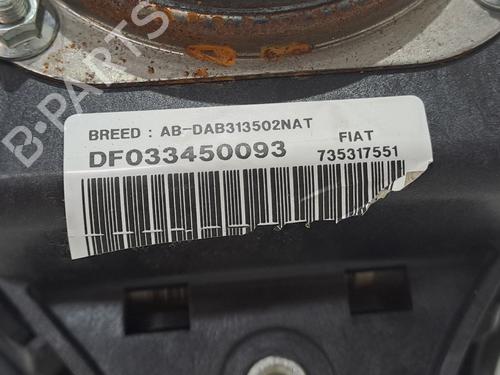 BREED : AB-DAB313502NAT
FIAT
DF033450093
735317551
B-PARTS